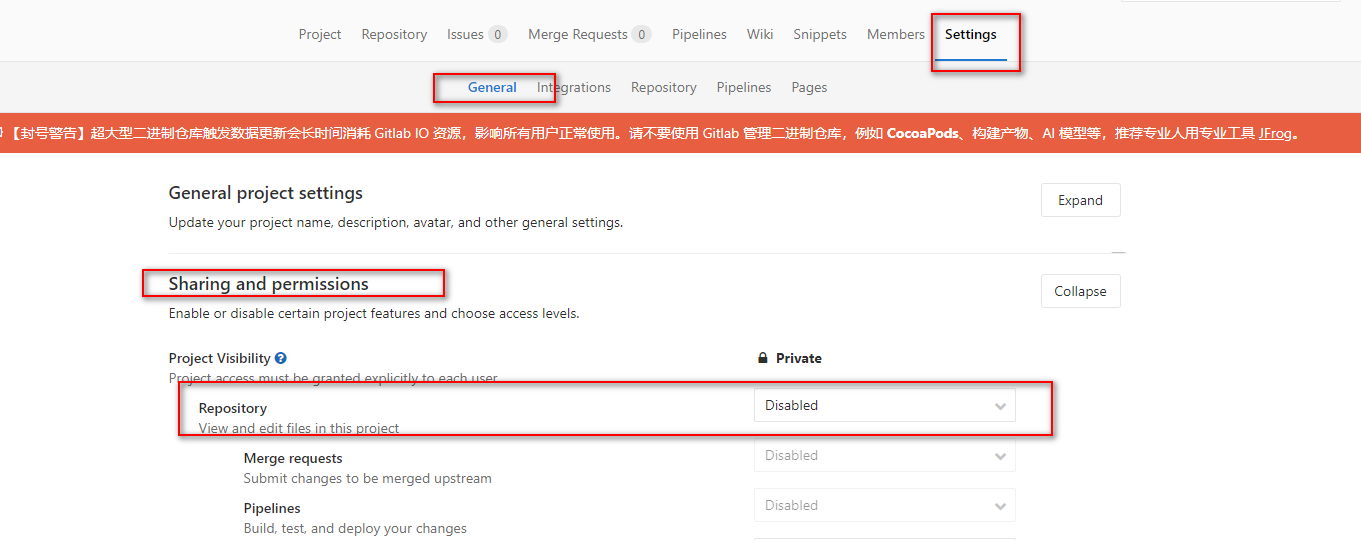 Project Repository Issues 0 Merge Requests 0 Pipelines Wiki Snippets Members Settings
General Integrations Repository Pipelines Pages
【封号警告】超大型二进制仓库触发数据更新会长时间消耗 Gitlab IO 资源，影响所有用户正常使用。请不要使用 Gitlab 管理二进制仓库，例如 CocoaPods、构建产物、AI 模型等，推荐专业人用专业工具 JFrog。
General project settings
Expand
Update your project name, description, avatar, and other general settings.
Sharing and permissions
Collapse
Enable or disable certain project features and choose access levels.
Project Visibility Private
Project access must be granted explicitly to each user
Repository Disabled
View and edit files in this project
Merge requests Disabled
Submit changes to be merged upstream
Pipelines Disabled
Build, test, and deploy your changes